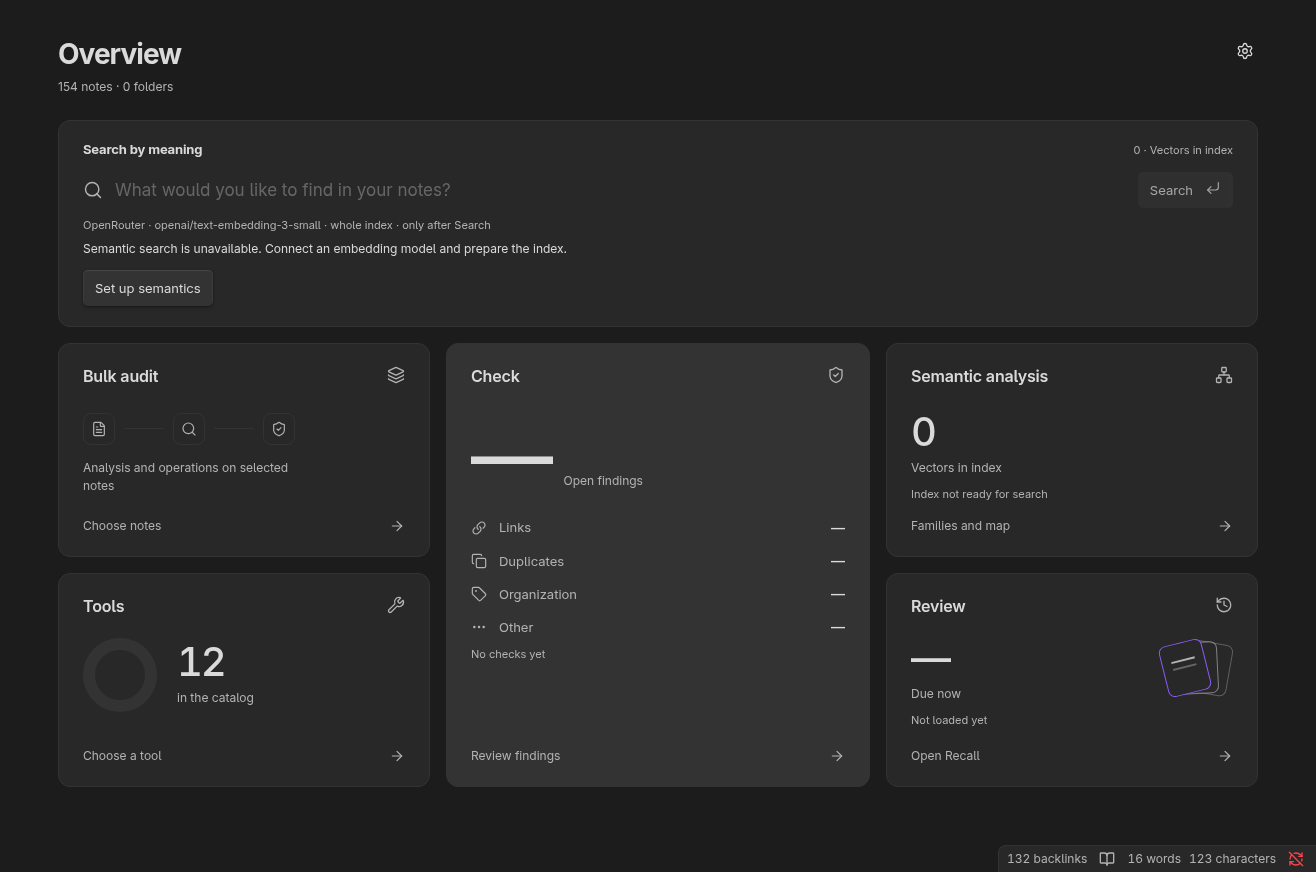 Overview
154 notes · 0 folders
Search by meaning
0 · Vectors in index
What would you like to find in your notes?
Search
OpenRouter · openai/text-embedding-3-small · whole index · only after Search
Semantic search is unavailable. Connect an embedding model and prepare the index.
Set up semantics
Bulk audit
Analysis and operations on selected
notes
Choose notes
Check
—
Open findings
Links —
Duplicates —
Organization —
Other —
No checks yet
Review findings
Semantic analysis
0
Vectors in index
Index not ready for search
Families and map
Tools
12
in the catalog
Choose a tool
Review
—
Due now
Not loaded yet
Open Recall
132 backlinks 16 words 123 characters